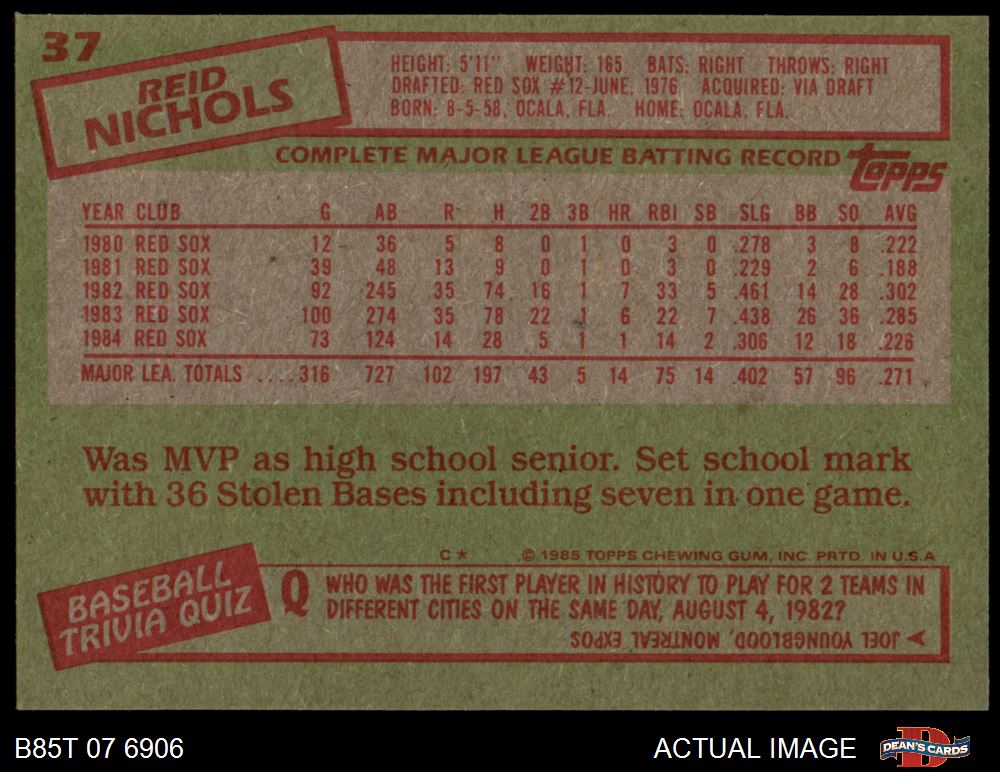 37
REID
NICHOLS
HEIGHT: 5'11" WEIGHT: 165 BATS: RIGHT THROWS: RIGHT
DRAFTED: RED SOX #12-JUNE, 1976 ACQUIRED: VIA DRAFT
BORN: 8-5-58, OCALA, FLA. HOME: OCALA, FLA.
COMPLETE MAJOR LEAGUE BATTING RECORD
topps
YEAR CLUB G AB R H 2B 3B HR RBI SB SLG BB SO AVG
1980 RED SOX 12 36 5 8 0 1 0 3 0 .278 3 8 .222
1981 RED SOX 39 48 13 9 0 1 0 3 0 .229 2 6 .188
1982 RED SOX 92 245 35 74 16 1 7 33 5 .461 14 28 .302
1983 RED SOX 100 274 35 78 22 1 6 22 7 .438 26 36 .285
1984 RED SOX 73 124 14 28 5 1 1 14 2 .306 12 18 .226
MAJOR LEA. TOTALS ....316 727 102 197 43 5 14 75 14 .402 57 96 .271
Was MVP as high school senior. Set school mark
with 36 Stolen Bases including seven in one game.
C* © 1985 TOPPS CHEWING GUM, INC. PRTD. IN U.S.A
BASEBALL
TRIVIA QUIZ
Q WHO WAS THE FIRST PLAYER IN HISTORY TO PLAY FOR 2 TEAMS IN
DIFFERENT CITIES ON THE SAME DAY, AUGUST 4, 1982?
JOEL YOUNGBLOOD, MONTREAL EXPOS
B85T 07 6906
ACTUAL IMAGE
D
DEAN'S CARDS